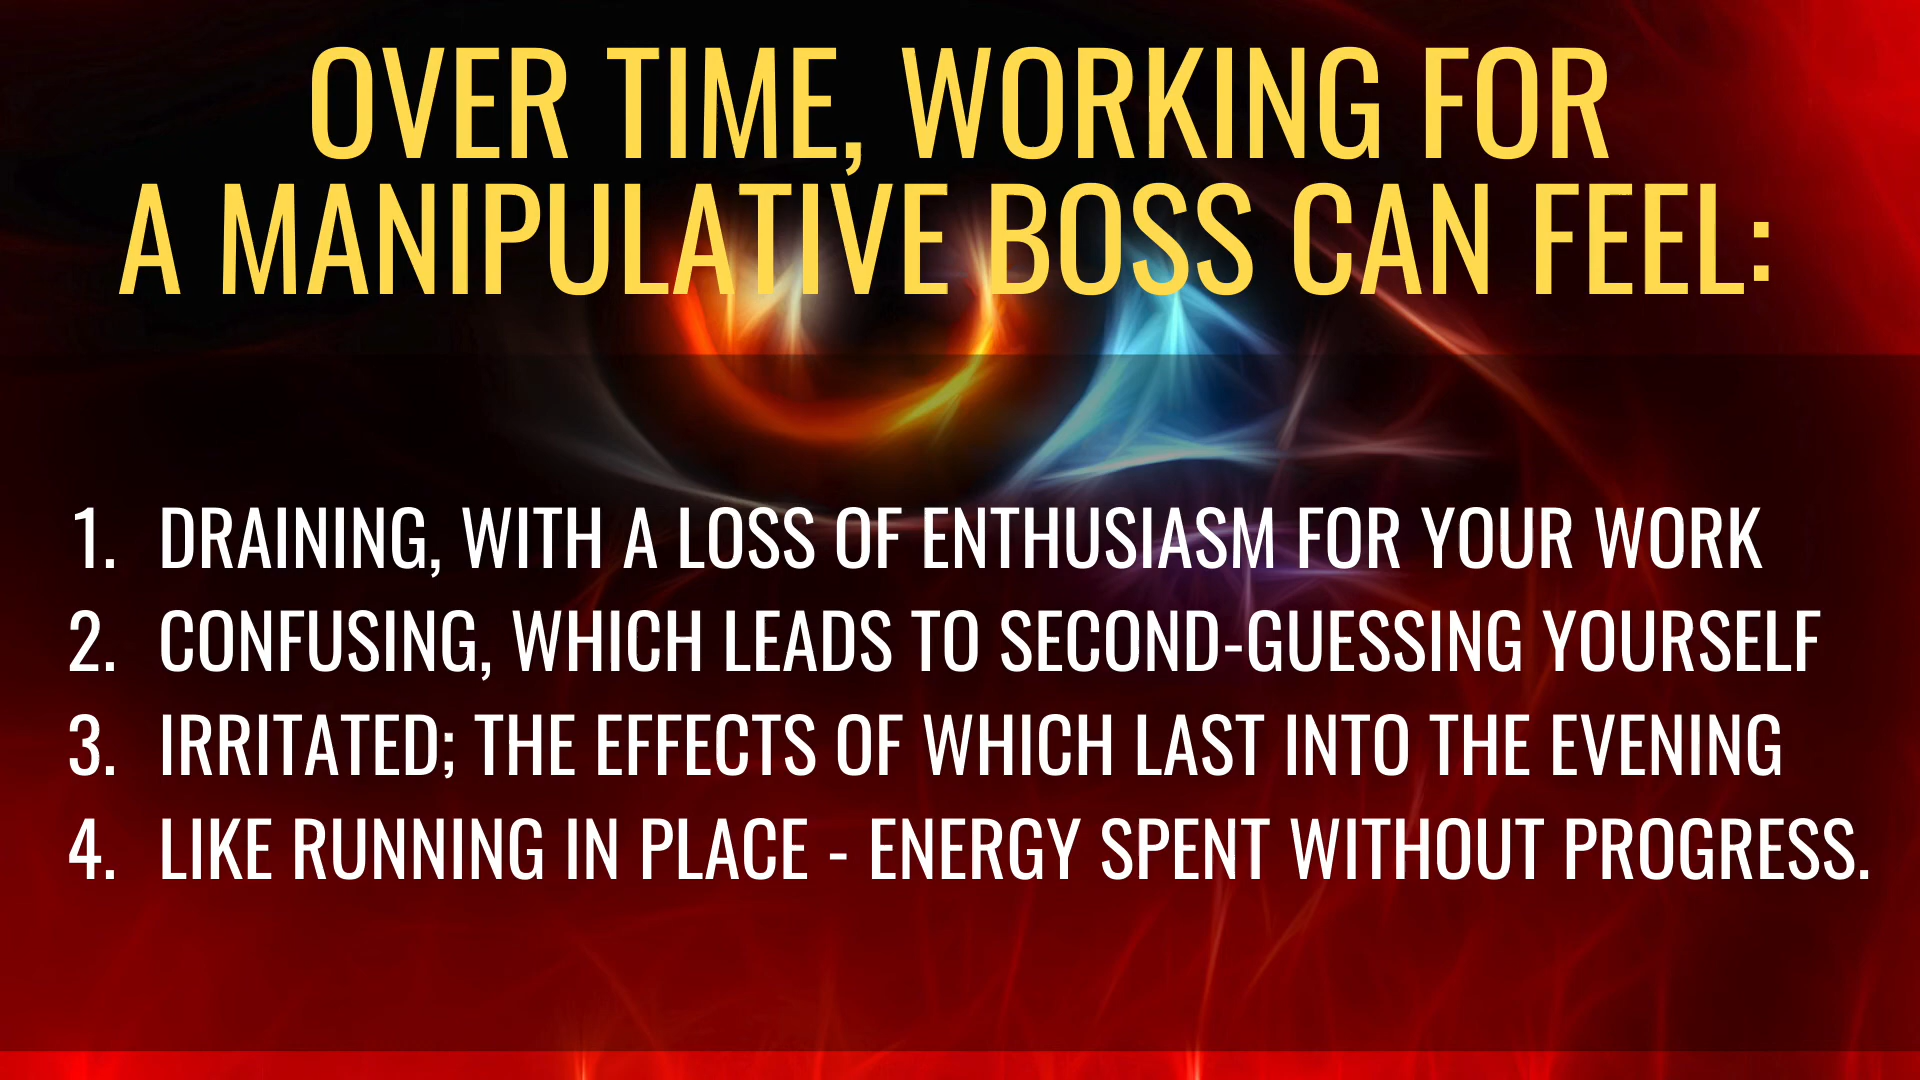 OVER TIME, WORKING FOR
A MANIPULATIVE BOSS CAN FEEL:
1. DRAINING, WITH A LOSS OF ENTHUSIASM FOR YOUR WORK
2. CONFUSING, WHICH LEADS TO SECOND-GUESSING YOURSELF
3. IRRITATED; THE EFFECTS OF WHICH LAST INTO THE EVENING
4. LIKE RUNNING IN PLACE - ENERGY SPENT WITHOUT PROGRESS.